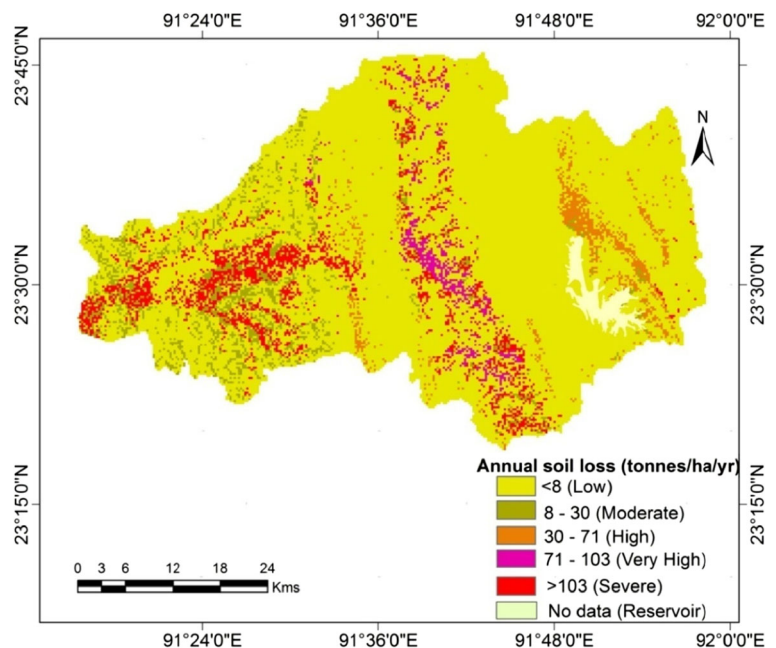 91°24'0"E 91°36'0"E 91°48'0"E 92°0'0"E
23°45'0"N
23°45'0"N
N
23°30'0"N
23°30'0"N
Annual soil loss (tonnes/ha/yr)
<8 (Low)
8 - 30 (Moderate)
30 - 71 (High)
71 - 103 (Very High)
>103 (Severe)
No data (Reservoir)
23°15'0"N
23°15'0"N
0 3 6 12 18 24
Kms
91°24'0"E 91°36'0"E 91°48'0"E 92°0'0"E